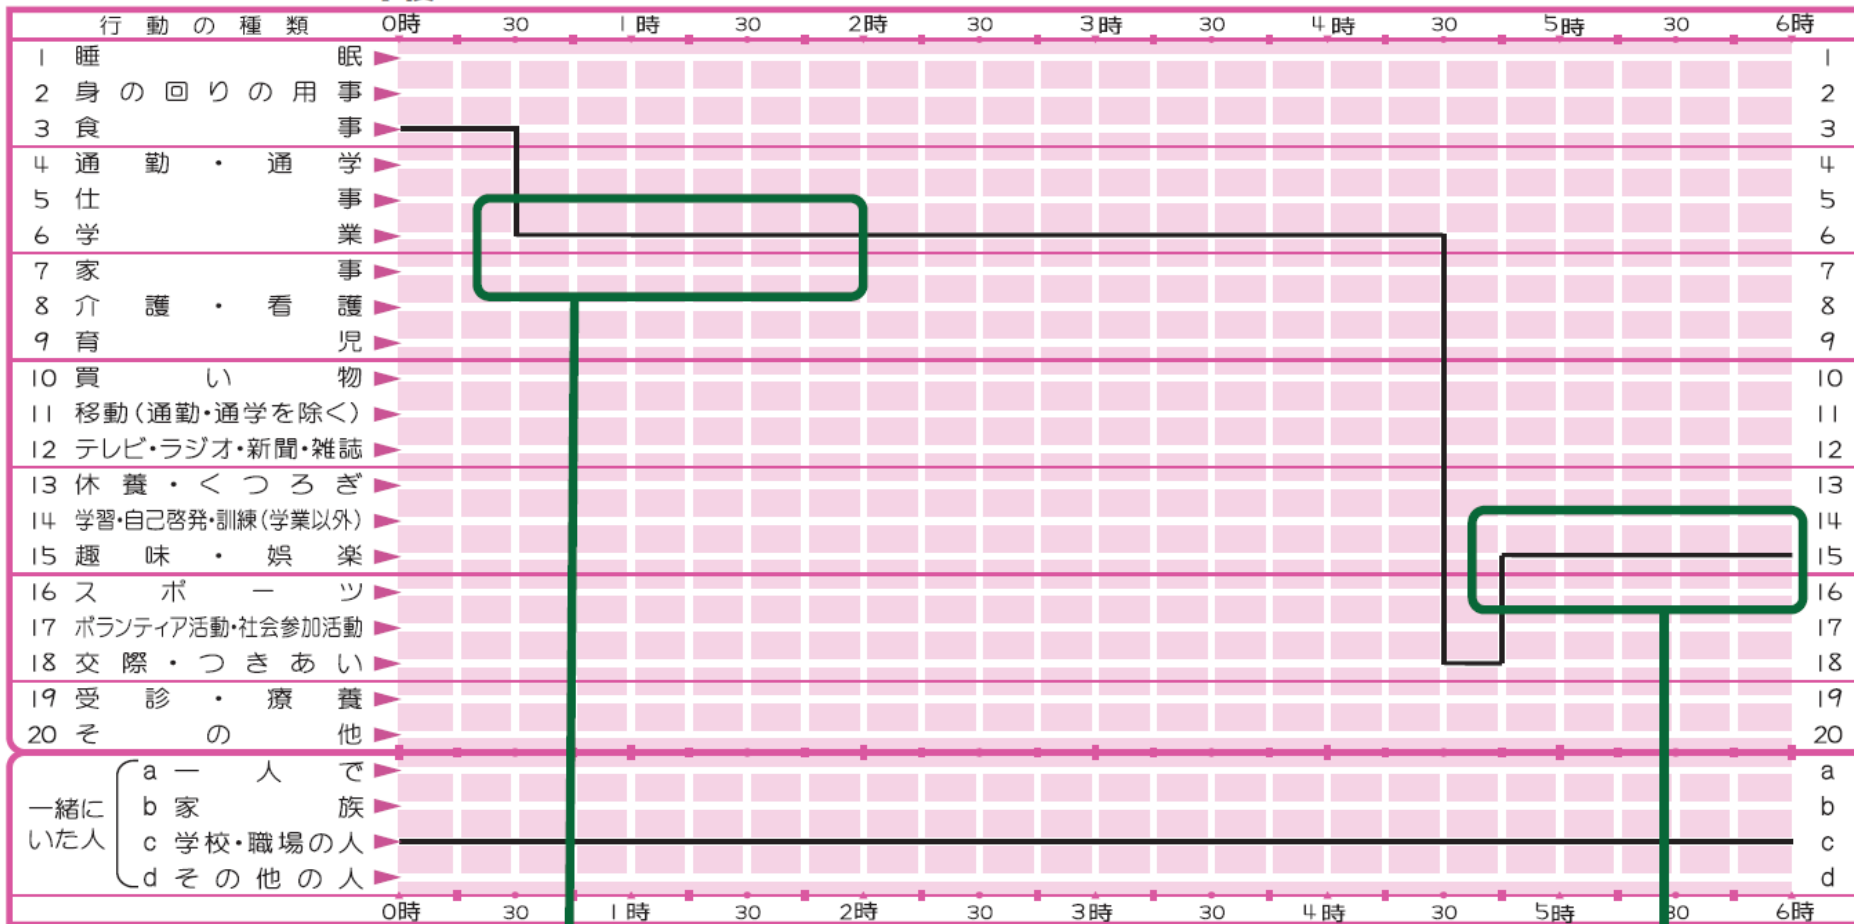 行動の種類 0時 30 1時 30 2時 30 3時 30 4時 30 5時 30 6時
1 睡眠 1
2 身の回りの用事 2
3 食事 3
4 通勤・通学 4
5 仕事 5
6 学業 6
7 家事 7
8 介護・看護 8
9 育児 9
10 買い物 10
11 移動(通勤・通学を除く) 11
12 テレビ・ラジオ・新聞・雑誌 12
13 休養・くつろぎ 13
14 学習・自己啓発・訓練(学業以外) 14
15 趣味・娯楽 15
16 スポーツ 16
17 ボランティア活動・社会参加活動 17
18 交際・つきあい 18
19 受診・療養 19
20 その他 20
一緒にいた人
a 一人で a
b 家族 b
c 学校・職場の人 c
d その他の人 d
0時 30 1時 30 2時 30 3時 30 4時 30 5時 30 6時